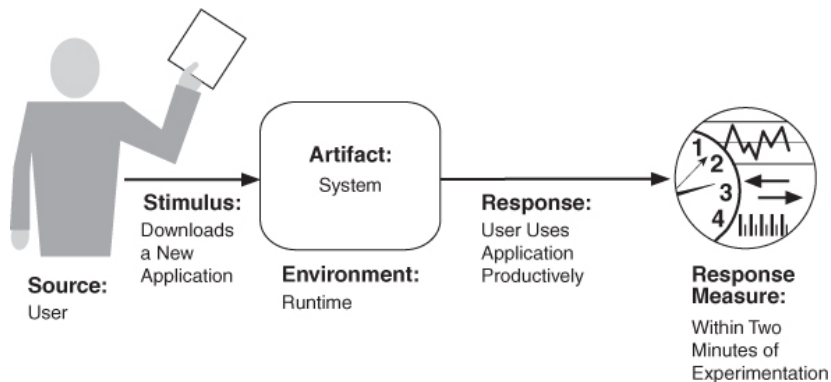 Source:
User
Stimulus:
Downloads
a New
Application
Artifact:
System
Environment:
Runtime
Response:
User Uses
Application
Productively
1
2
3
4
Response
Measure:
Within Two
Minutes of
Experimentation